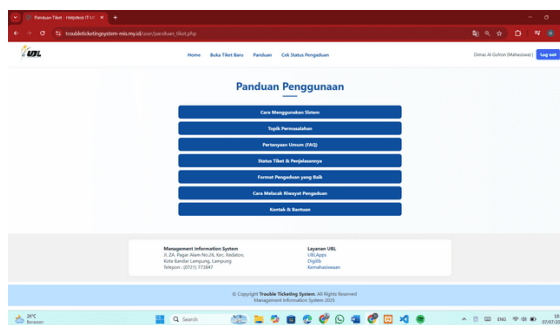 Panduan Tiket - Helpdesk IT U
troubleticketingsystem-mis.my.id/user/panduan_tiket.php
UBL
Home Buka Tiket Baru Panduan Cek Status Pengaduan
Dimas Al Gufron (Mahasiswa) | Log out
Panduan Penggunaan
Cara Menggunakan Sistem
Topik Permasalahan
Pertanyaan Umum (FAQ)
Status Tiket & Penjelasannya
Format Pengaduan yang Baik
Cara Melacak Riwayat Pengaduan
Kontak & Bantuan
Management Information System
Jl. ZA. Pagar Alam No.26, Kec. Kedaton,
Kota Bandar Lampung, Lampung
Telepon : (0721) 773847
Layanan UBL
UBLApps
Digilib
Kemahasiswaan
© Copyright Trouble Ticketing System. All Rights Reserved
Management Information System 2025
Berawan
Search
ENG